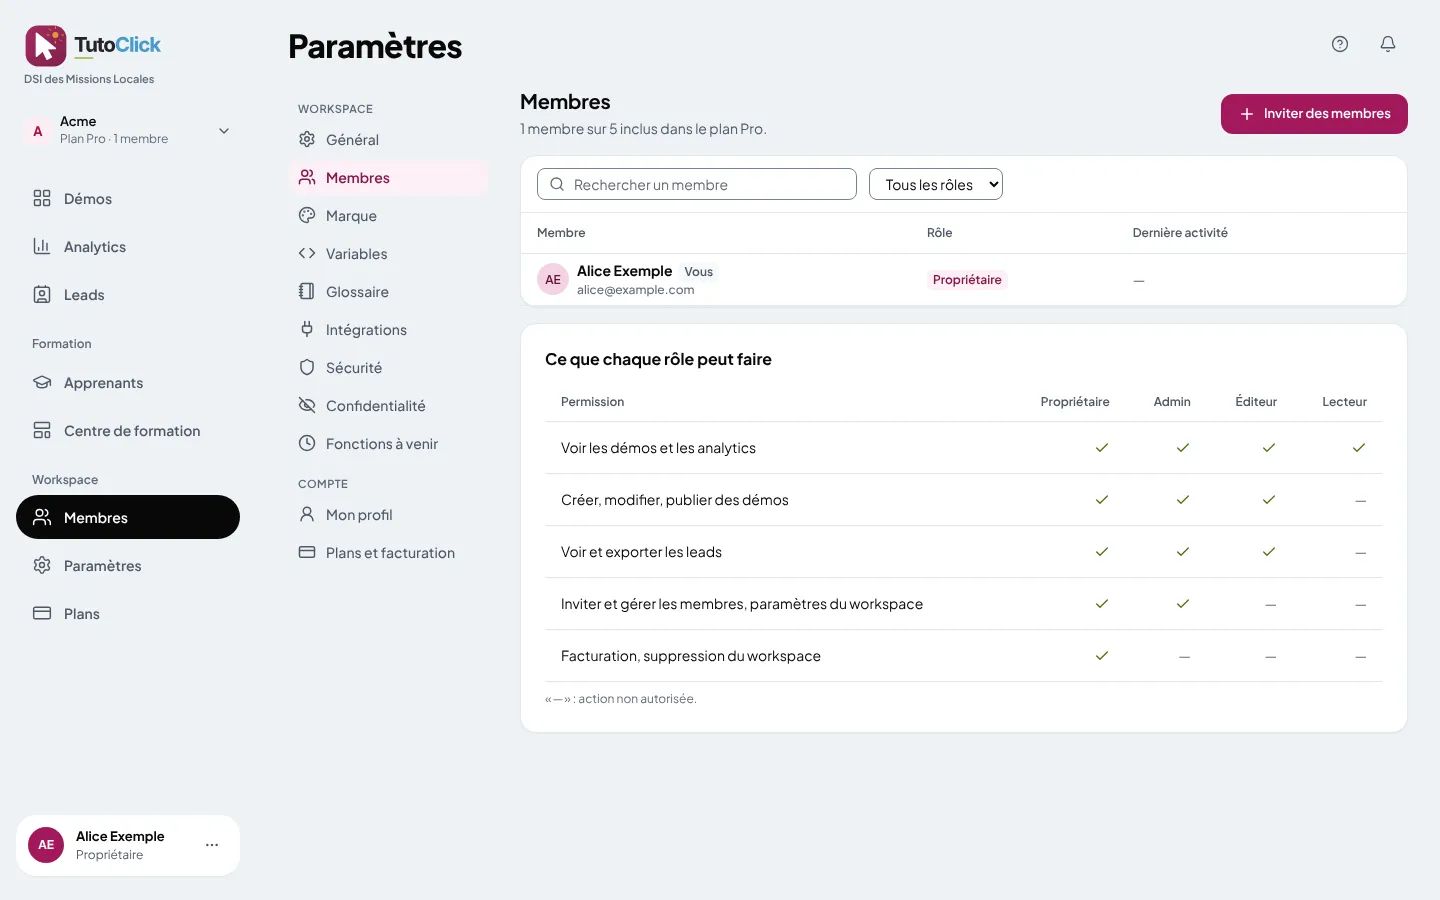 TutoClick
DSI des Missions Locales
A
Acme
Plan Pro · 1 membre
Démos
Analytics
Leads
Formation
Apprenants
Centre de formation
Workspace
Membres
Paramètres
Plans
AE
Alice Exemple
Propriétaire
Paramètres
WORKSPACE
Général
Membres
Marque
Variables
Glossaire
Intégrations
Sécurité
Confidentialité
Fonctions à venir
COMPTE
Mon profil
Plans et facturation
Membres
1 membre sur 5 inclus dans le plan Pro.
Inviter des membres
Rechercher un membre
Tous les rôles
Membre Rôle Dernière activité
AE
Alice Exemple Vous
alice@example.com
Propriétaire
—
Ce que chaque rôle peut faire
Permission Propriétaire Admin Éditeur Lecteur
Voir les démos et les analytics ✓ ✓ ✓ ✓
Créer, modifier, publier des démos ✓ ✓ ✓ —
Voir et exporter les leads ✓ ✓ ✓ —
Inviter et gérer les membres, paramètres du workspace ✓ ✓ — —
Facturation, suppression du workspace ✓ — — —
« — » : action non autorisée.